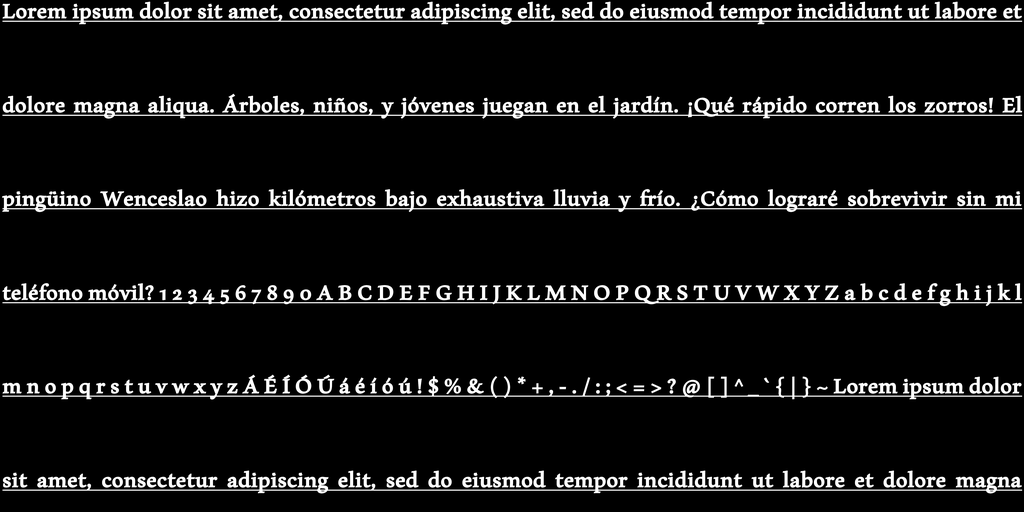 Lorem ipsum dolor sit amet, consectetur adipiscing elit, sed do eiusmod tempor incididunt ut labore et
dolore magna aliqua. Árboles, niños, y jóvenes juegan en el jardín. ¡Qué rápido corren los zorros! El
pingüino Wenceslao hizo kilómetros bajo exhaustiva lluvia y frío. ¿Cómo lograré sobrevivir sin mi
teléfono móvil? 1 2 3 4 5 6 7 8 9 0 A B C D E F G H I J K L M N O P Q R S T U V W X Y Z a b c d e f g h i j k l
m n o p q r s t u v w x y z Á É Í Ó Ú á é í ó ú ! $ % & ( ) * + , - . / : ; < = > ? @ [ ] ^ _ ` { | } ~ Lorem ipsum dolor
sit amet, consectetur adipiscing elit, sed do eiusmod tempor incididunt ut labore et dolore magna